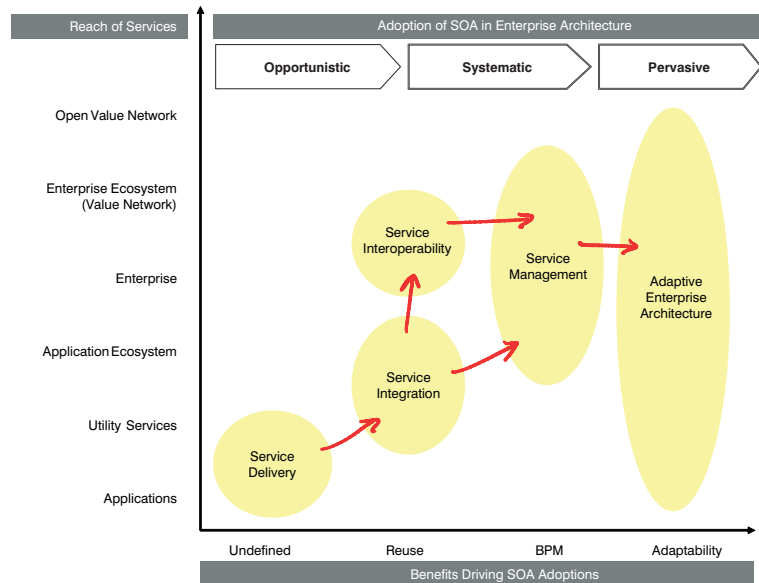 Reach of Services
Adoption of SOA in Enterprise Architecture
Opportunistic
Systematic
Pervasive
Open Value Network
Enterprise Ecosystem
(Value Network)
Enterprise
Application Ecosystem
Utility Services
Applications
Service
Delivery
Service
Integration
Service
Interoperability
Service
Management
Adaptive
Enterprise
Architecture
Undefined
Reuse
BPM
Adaptability
Benefits Driving SOA Adoptions